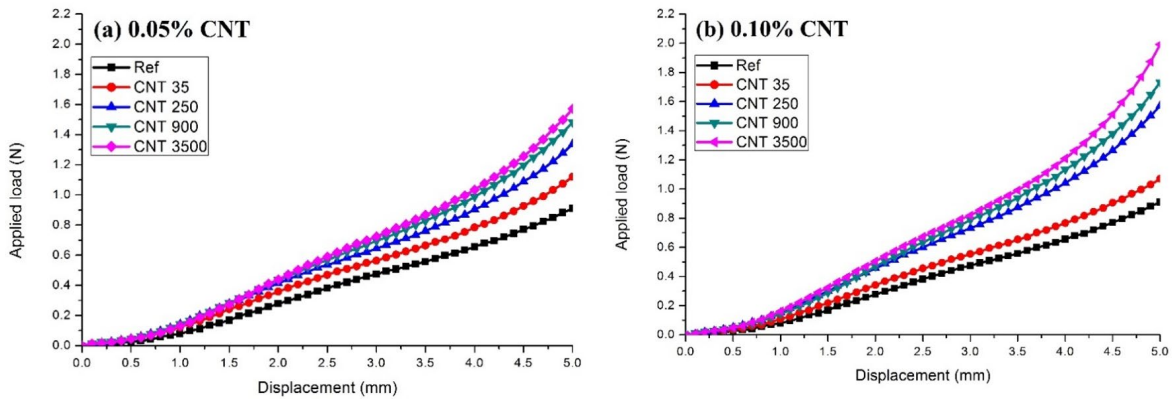 (a) 0.05% CNT
Ref
CNT 35
CNT 250
CNT 900
CNT 3500
Applied load (N)
2.2
2.0
1.8
1.6
1.4
1.2
1.0
0.8
0.6
0.4
0.2
0.0
0.0 0.5 1.0 1.5 2.0 2.5 3.0 3.5 4.0 4.5 5.0
Displacement (mm)
(b) 0.10% CNT
Ref
CNT 35
CNT 250
CNT 900
CNT 3500
Applied load (N)
2.2
2.0
1.8
1.6
1.4
1.2
1.0
0.8
0.6
0.4
0.2
0.0
0.0 0.5 1.0 1.5 2.0 2.5 3.0 3.5 4.0 4.5 5.0
Displacement (mm)